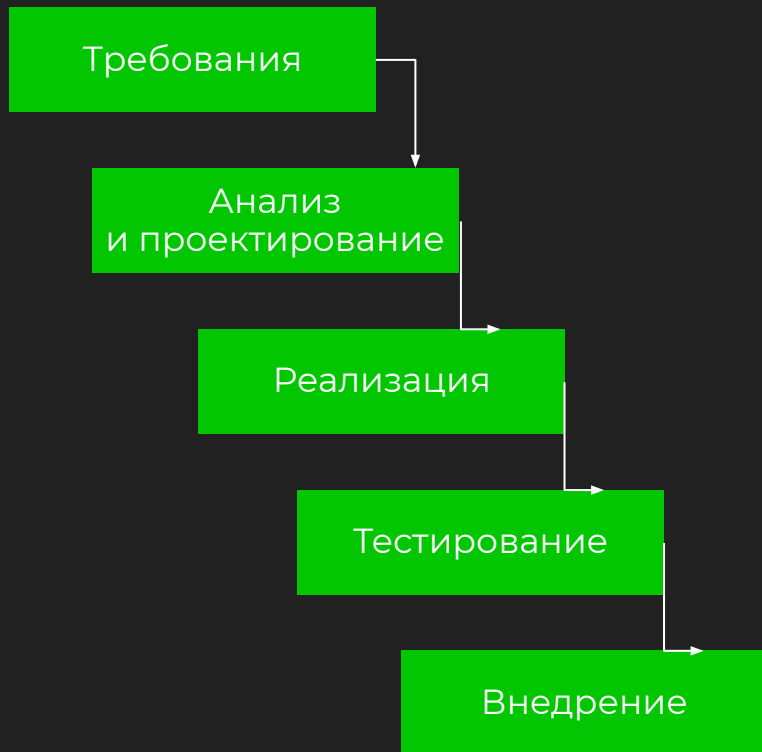 Требования
Анализ
и проектирование
Реализация
Тестирование
Внедрение